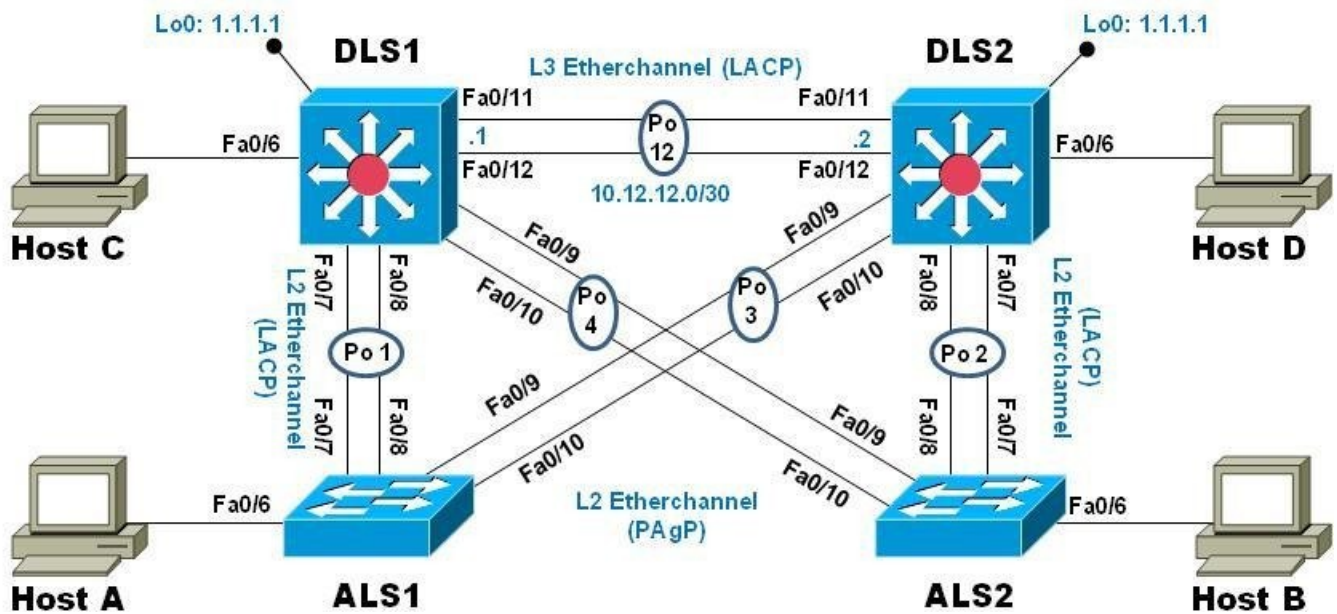 Lo0: 1.1.1.1
Lo0: 1.1.1.1
DLS1
DLS2
L3 Etherchannel (LACP)
Fa0/11
Fa0/11
Fa0/6
.1
Po
12
.2
Fa0/6
Fa0/12
Fa0/12
10.12.12.0/30
Host C
Host D
Fa0/9
Fa0/9
Fa0/10
Fa0/10
Fa0/7
Fa0/8
Fa0/8
Fa0/7
L2 Etherchannel
(LACP)
Po
4
Po
3
L2 Etherchannel
(LACP)
Po 1
Po 2
Fa0/7
Fa0/8
Fa0/9
Fa0/10
Fa0/9
Fa0/10
Fa0/8
Fa0/7
L2 Etherchannel
(PAgP)
Fa0/6
Fa0/6
Host A
ALS1
ALS2
Host B